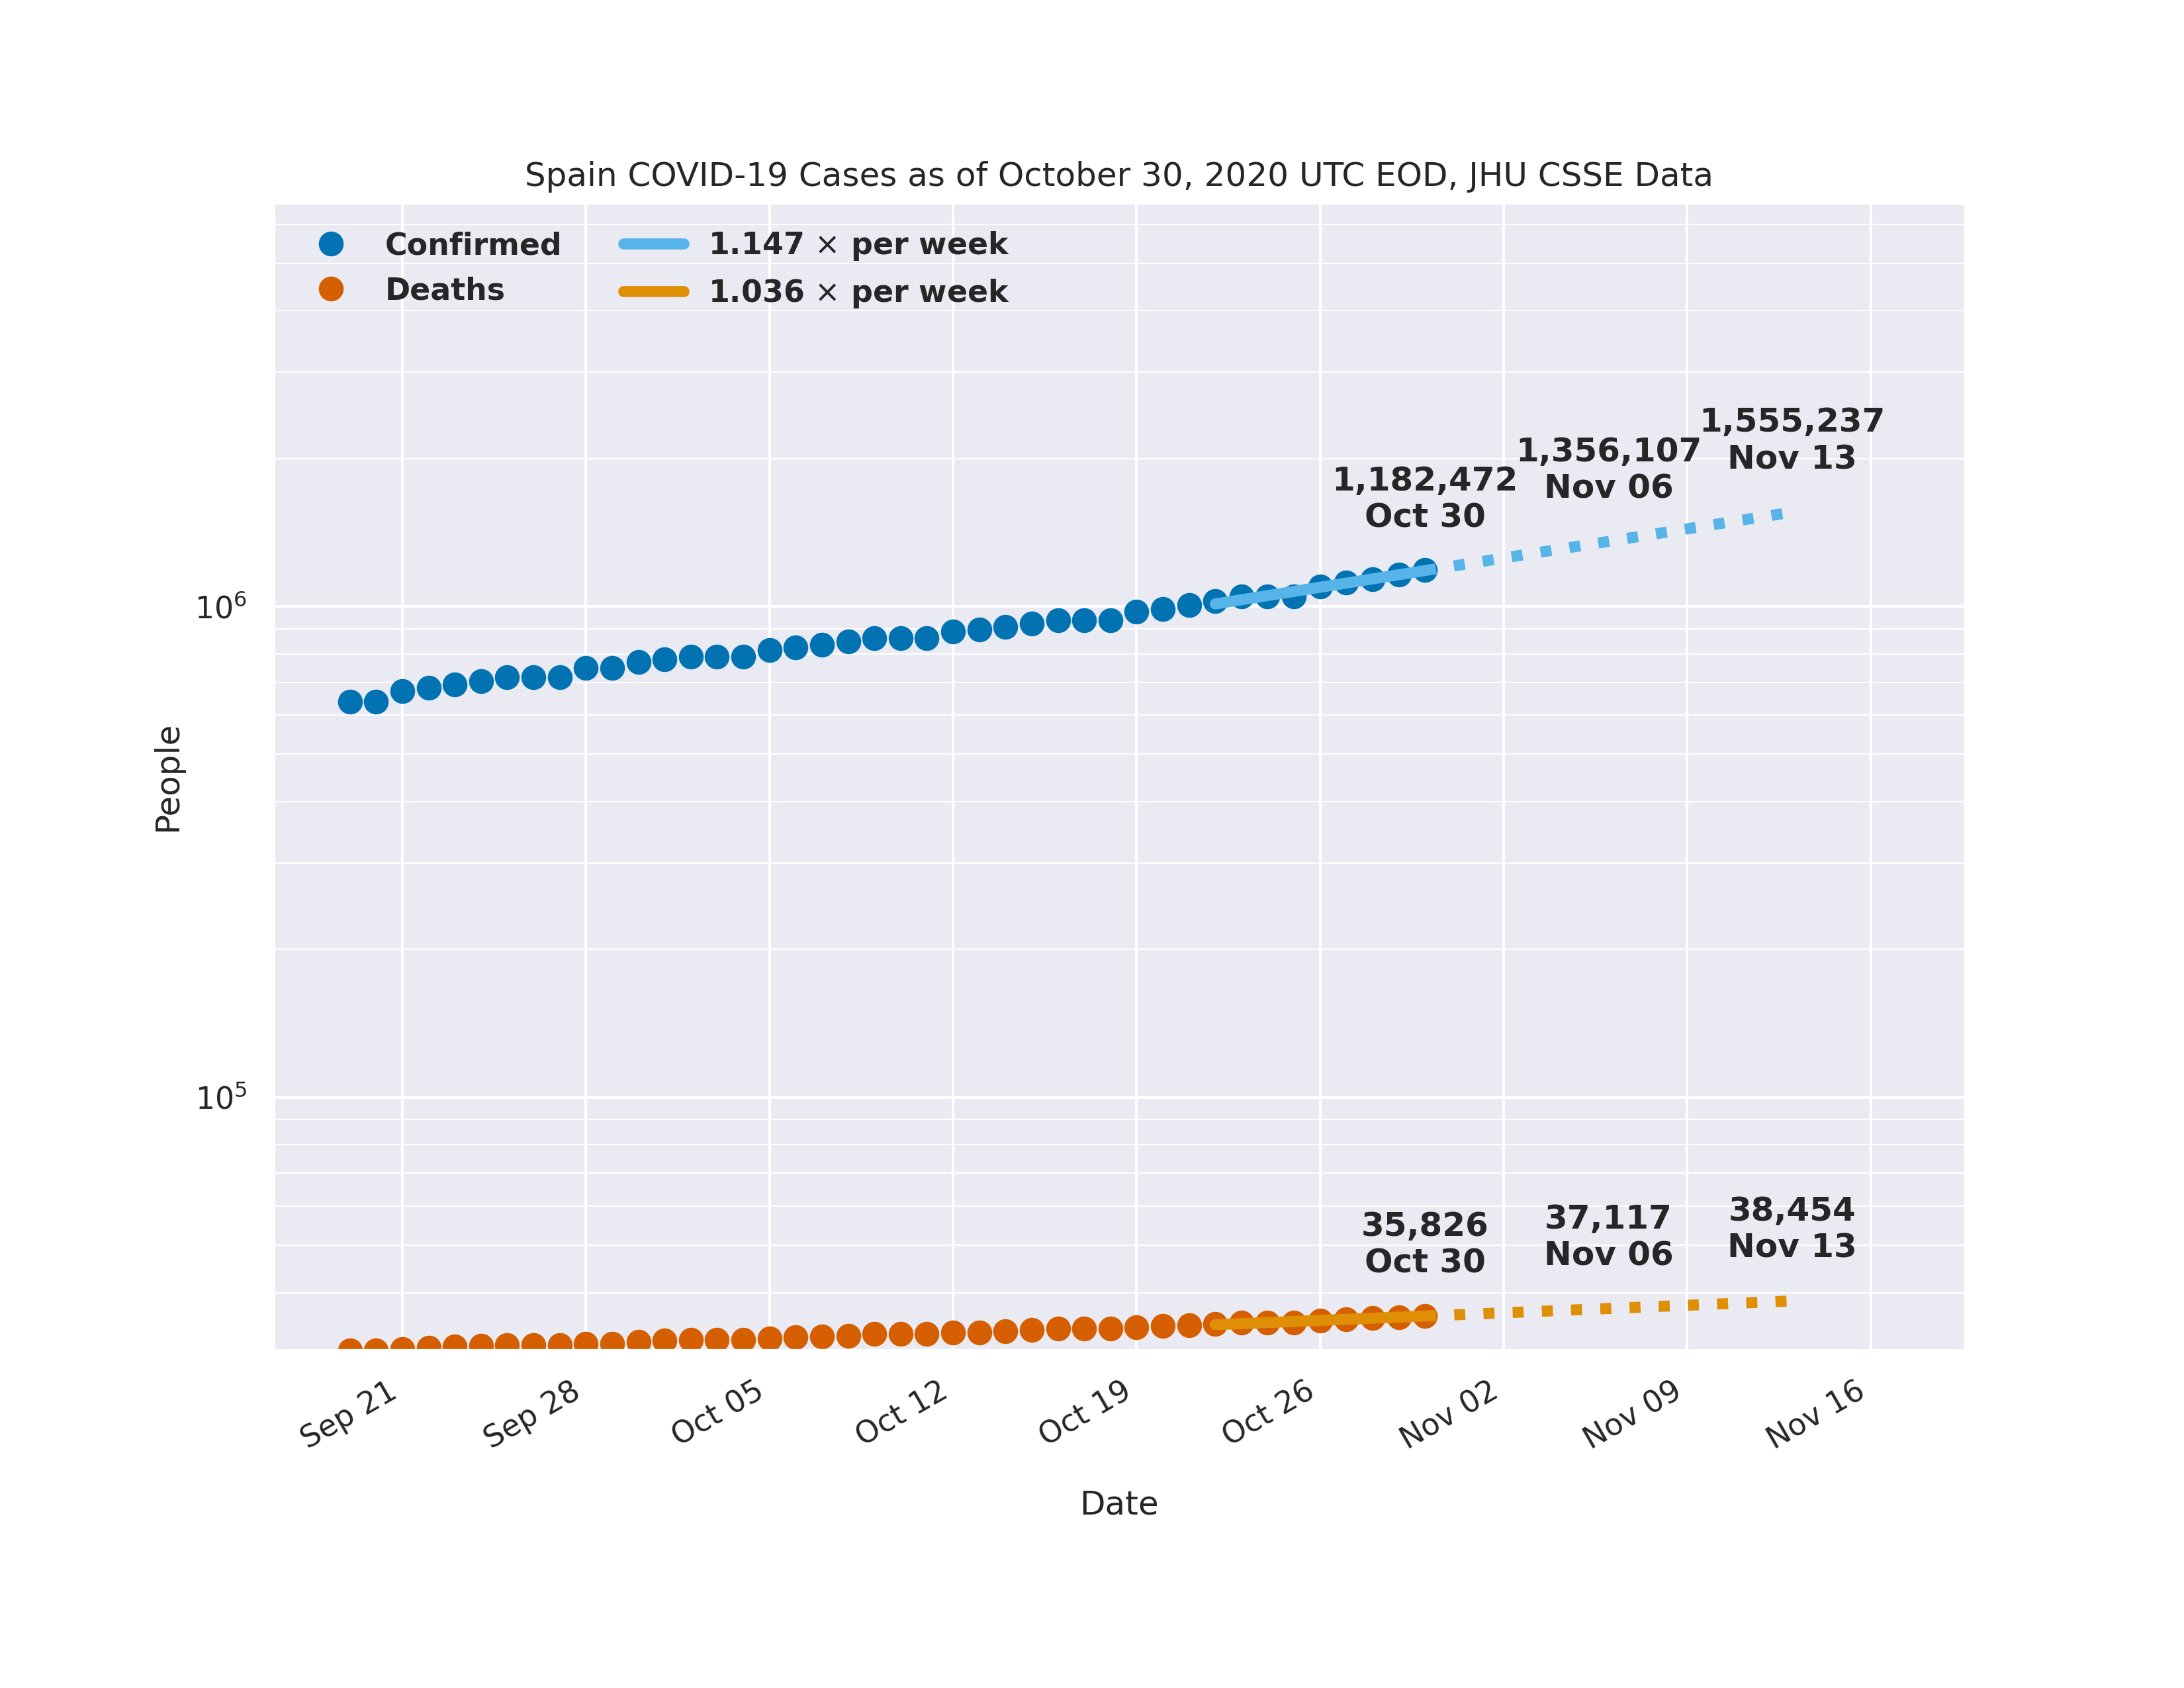 Spain COVID-19 Cases as of October 30, 2020 UTC EOD, JHU CSSE Data
Confirmed
Deaths
1.147 × per week
1.036 × per week
1,555,237
Nov 13
1,356,107
Nov 06
1,182,472
Oct 30
10⁶
People
10⁵
35,826
Oct 30
37,117
Nov 06
38,454
Nov 13
Sep 21
Sep 28
Oct 05
Oct 12
Oct 19
Oct 26
Nov 02
Nov 09
Nov 16
Date